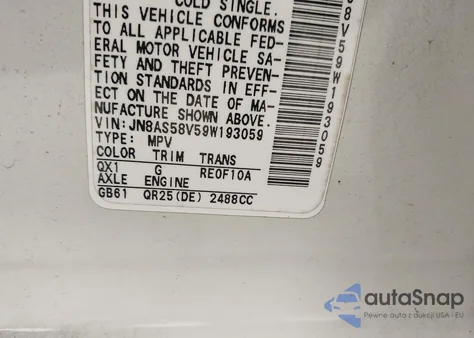 COLD SINGLE.
THIS VEHICLE CONFORMS
TO ALL APPLICABLE FED-
ERAL MOTOR VEHICLE SA-
FETY AND THEFT PREVEN-
TION STANDARDS IN EFF-
ECT ON THE DATE OF MA-
NUFACTURE SHOWN ABOVE.
VIN: JN8AS58V59W193059
TYPE: MPV
COLOR TRIM TRANS
QX1 G RE0F10A
AXLE ENGINE
GB61 QR25(DE) 2488CC
8V59W193059
autoSnap
Pewne auto z aukcji USA - EU